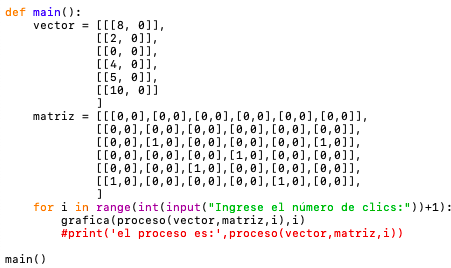 def main():
    vector = [[[8, 0]],
             [[2, 0]],
             [[0, 0]],
             [[4, 0]],
             [[5, 0]],
             [[10, 0]]
             ]
    matriz = [[[0,0],[0,0],[0,0],[0,0],[0,0],[0,0]],
             [[0,0],[0,0],[0,0],[0,0],[0,0],[0,0]],
             [[0,0],[1,0],[0,0],[0,0],[0,0],[1,0]],
             [[0,0],[0,0],[0,0],[1,0],[0,0],[0,0]],
             [[0,0],[0,0],[1,0],[0,0],[0,0],[0,0]],
             [[1,0],[0,0],[0,0],[0,0],[1,0],[0,0]],
             ]
    for i in range(int(input("Ingrese el número de clics:"))+1):
        grafica(proceso(vector,matriz,i),i)
        #print('el proceso es:',proceso(vector,matriz,i))
main()